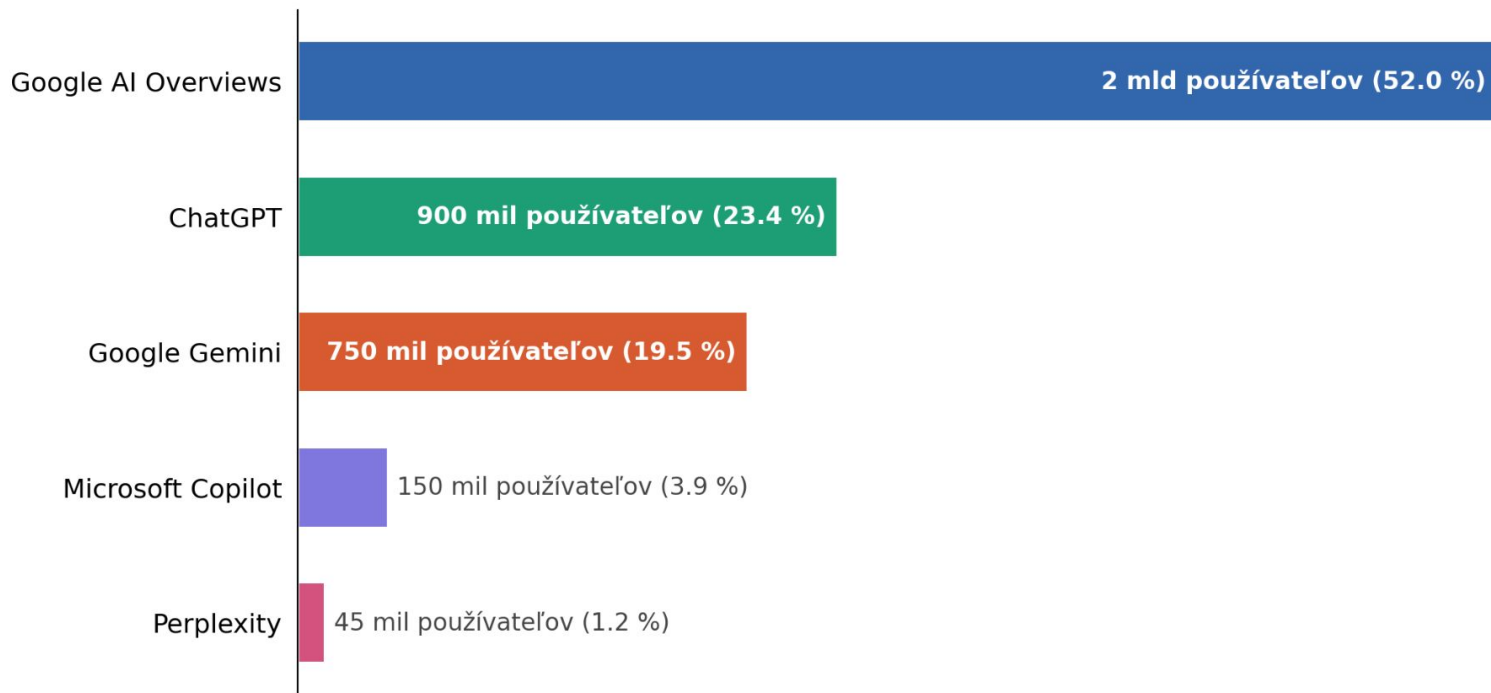 Google AI Overviews 2 mld používateľov (52.0 %)
ChatGPT 900 mil používateľov (23.4 %)
Google Gemini 750 mil používateľov (19.5 %)
Microsoft Copilot 150 mil používateľov (3.9 %)
Perplexity 45 mil používateľov (1.2 %)